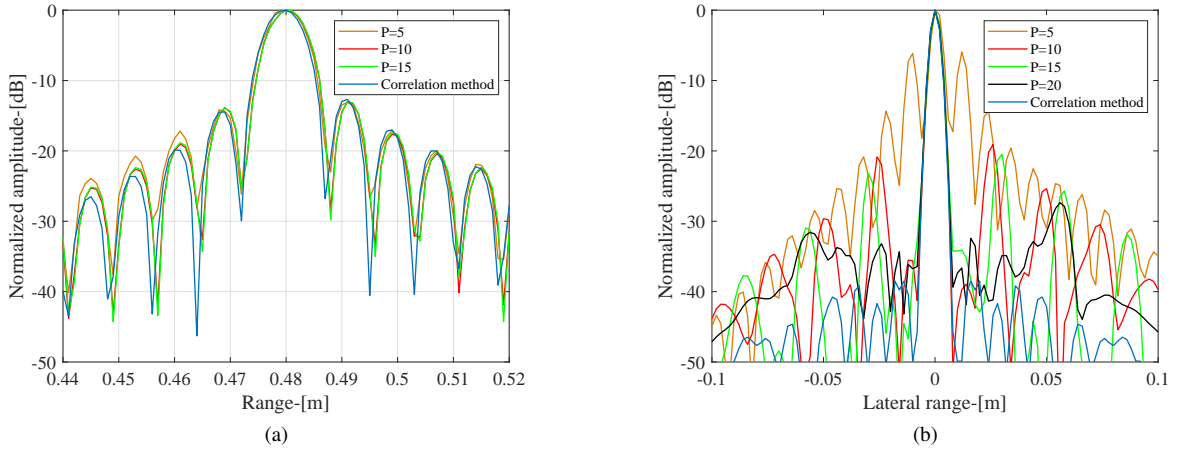 0
-10
-20
-30
-40
-50
Normalized amplitude-[dB]
0.44
0.45
0.46
0.47
0.48
0.49
0.5
0.51
0.52
Range-[m]
P=5
P=10
P=15
Correlation method
(a)
0
-10
-20
-30
-40
-50
Normalized amplitude-[dB]
-0.1
-0.05
0
0.05
0.1
Lateral range-[m]
P=5
P=10
P=15
P=20
Correlation method
(b)